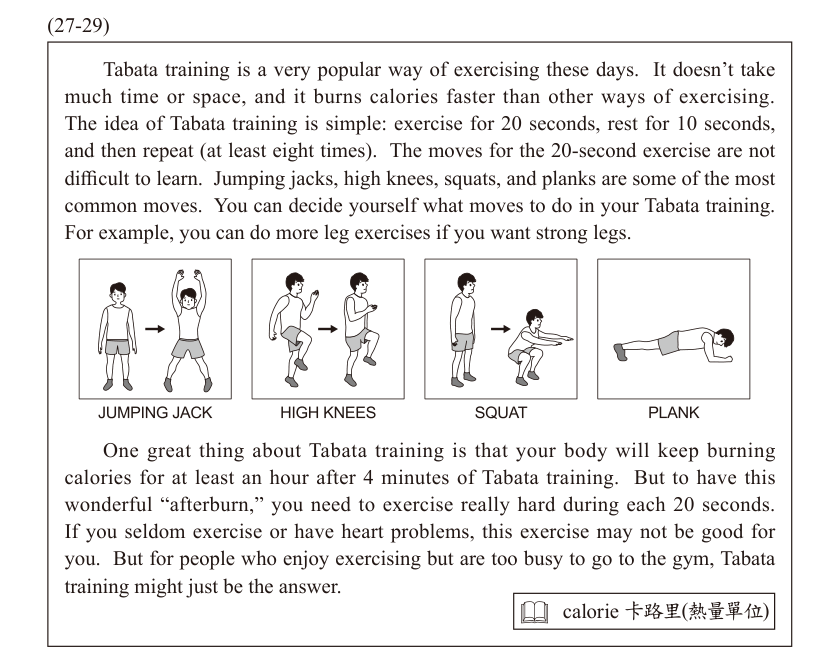 (27-29)
Tabata training is a very popular way of exercising these days. It doesn’t take
much time or space, and it burns calories faster than other ways of exercising.
The idea of Tabata training is simple: exercise for 20 seconds, rest for 10 seconds,
and then repeat (at least eight times). The moves for the 20-second exercise are not
difficult to learn. Jumping jacks, high knees, squats, and planks are some of the most
common moves. You can decide yourself what moves to do in your Tabata training.
For example, you can do more leg exercises if you want strong legs.
JUMPING JACK
HIGH KNEES
SQUAT
PLANK
One great thing about Tabata training is that your body will keep burning
calories for at least an hour after 4 minutes of Tabata training. But to have this
wonderful “afterburn,” you need to exercise really hard during each 20 seconds.
If you seldom exercise or have heart problems, this exercise may not be good for
you. But for people who enjoy exercising but are too busy to go to the gym, Tabata
training might just be the answer.
calorie 卡路里(熱量單位)